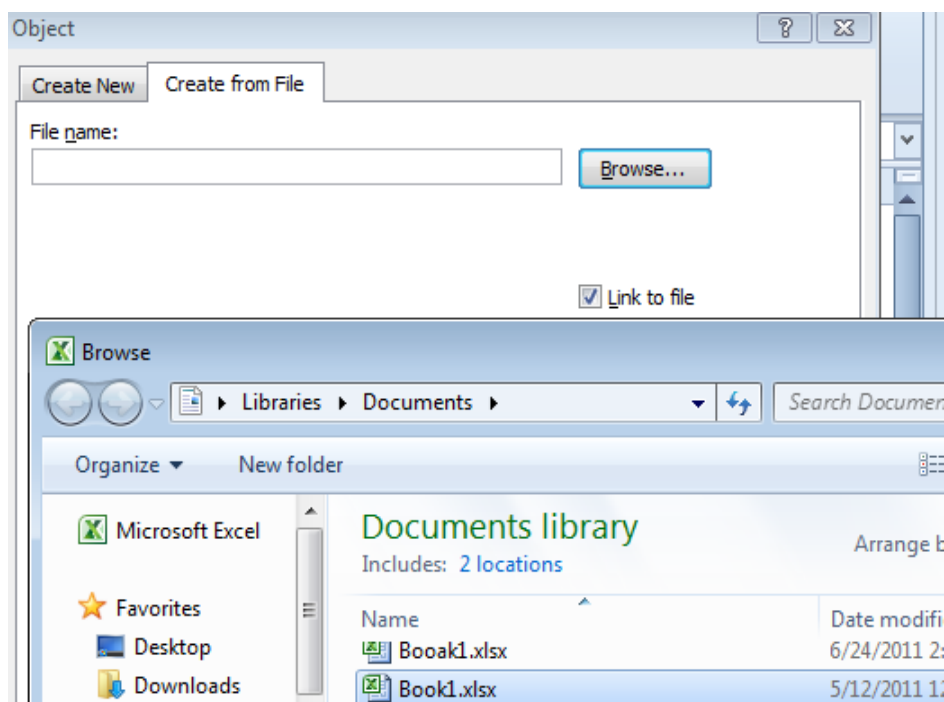 Object
Create New Create from File
File name:
Browse...
Link to file
Browse
Libraries Documents
Search Documen
Organize New folder
Microsoft Excel
Documents library
Arrange b
Includes: 2 locations
Favorites
Name Date modifi
Desktop
Booak1.xlsx 6/24/2011 2:
Downloads
Book1.xlsx 5/12/2011 12